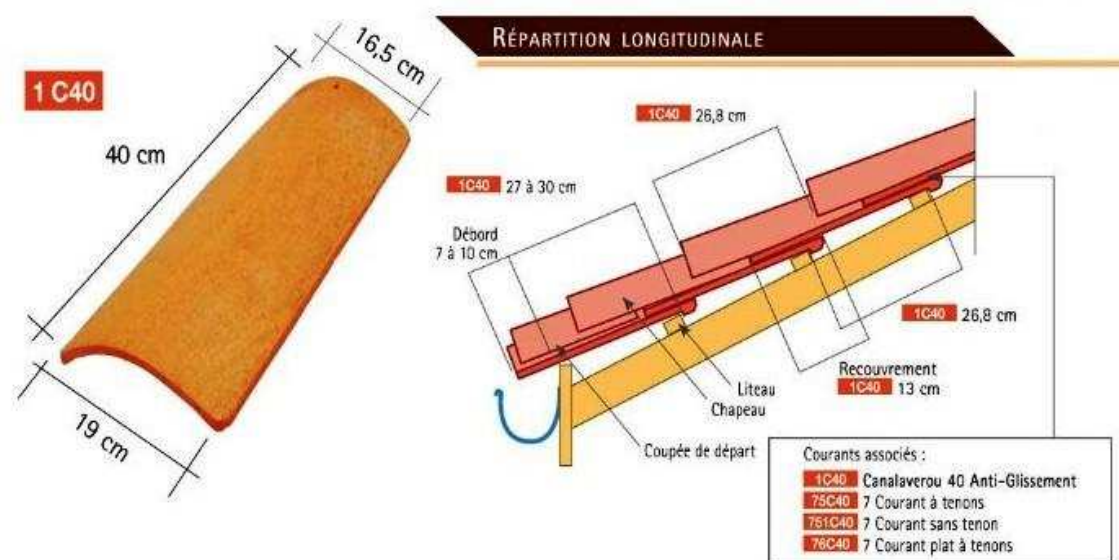 RÉPARTITION LONGITUDINALE
1 C40
16,5 cm
40 cm
19 cm
1C40 26,8 cm
1C40 27 à 30 cm
Débord
7 à 10 cm
1C40 26,8 cm
Recouvrement
1C40 13 cm
Liteau
Chapeau
Coupée de départ
Courants associés :
1C40 Canalaverou 40 Anti-Glissement
75C40 7 Courant à tenons
751C40 7 Courant sans tenon
76C40 7 Courant plat à tenons